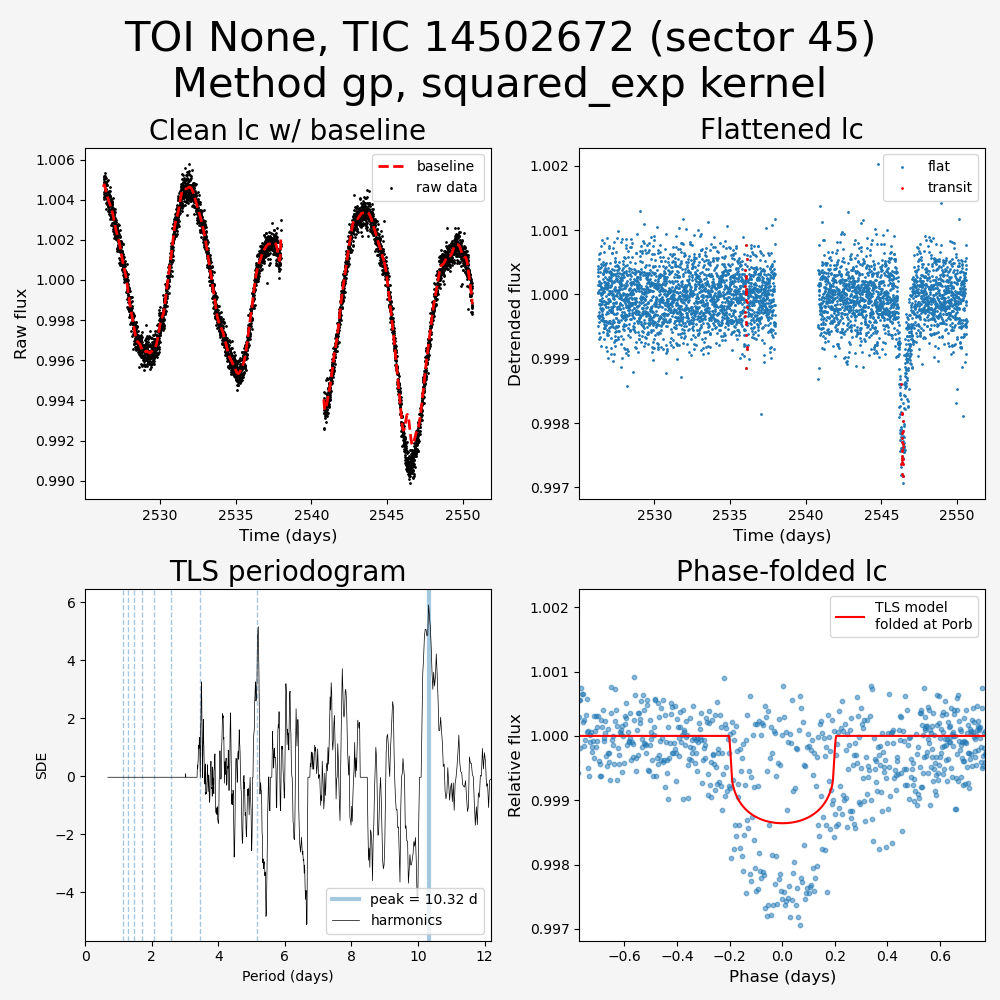 TOI None, TIC 14502672 (sector 45)
Method gp, squared_exp kernel
Clean lc w/ baseline
1.006
1.004
1.002
1.000
0.998
0.996
0.994
0.992
0.990
Raw flux
baseline
raw data
2530
2535
2540
2545
2550
Time (days)
Flattened lc
1.002
1.001
1.000
0.999
0.998
0.997
Detrended flux
flat
transit
2530
2535
2540
2545
2550
Time (days)
TLS periodogram
6
4
2
0
−2
−4
SDE
peak = 10.32 d
harmonics
0
2
4
6
8
10
12
Period (days)
Phase-folded lc
1.002
1.001
1.000
0.999
0.998
0.997
Relative flux
TLS model
folded at Porb
−0.6
−0.4
−0.2
0.0
0.2
0.4
0.6
Phase (days)